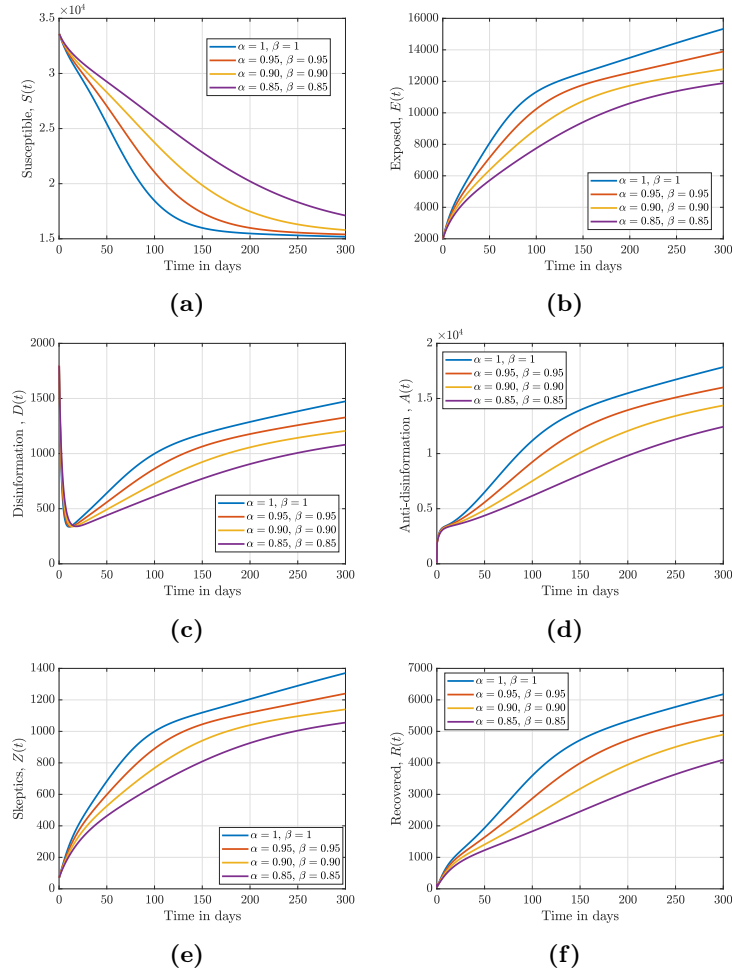 ×10⁴
3.5
3
2.5
2
1.5
Susceptible, S(t)
α = 1, β = 1
α = 0.95, β = 0.95
α = 0.90, β = 0.90
α = 0.85, β = 0.85
0 50 100 150 200 250 300
Time in days
(a)
16000
14000
12000
10000
8000
6000
4000
2000
Exposed, E(t)
α = 1, β = 1
α = 0.95, β = 0.95
α = 0.90, β = 0.90
α = 0.85, β = 0.85
0 50 100 150 200 250 300
Time in days
(b)
2000
1500
1000
500
0
Disinformation , D(t)
α = 1, β = 1
α = 0.95, β = 0.95
α = 0.90, β = 0.90
α = 0.85, β = 0.85
0 50 100 150 200 250 300
Time in days
(c)
×10⁴
2
1.5
1
0.5
0
Anti-disinformation , A(t)
α = 1, β = 1
α = 0.95, β = 0.95
α = 0.90, β = 0.90
α = 0.85, β = 0.85
0 50 100 150 200 250 300
Time in days
(d)
1400
1200
1000
800
600
400
200
0
Skeptics, Z(t)
α = 1, β = 1
α = 0.95, β = 0.95
α = 0.90, β = 0.90
α = 0.85, β = 0.85
0 50 100 150 200 250 300
Time in days
(e)
7000
6000
5000
4000
3000
2000
1000
0
Recovered, R(t)
α = 1, β = 1
α = 0.95, β = 0.95
α = 0.90, β = 0.90
α = 0.85, β = 0.85
0 50 100 150 200 250 300
Time in days
(f)